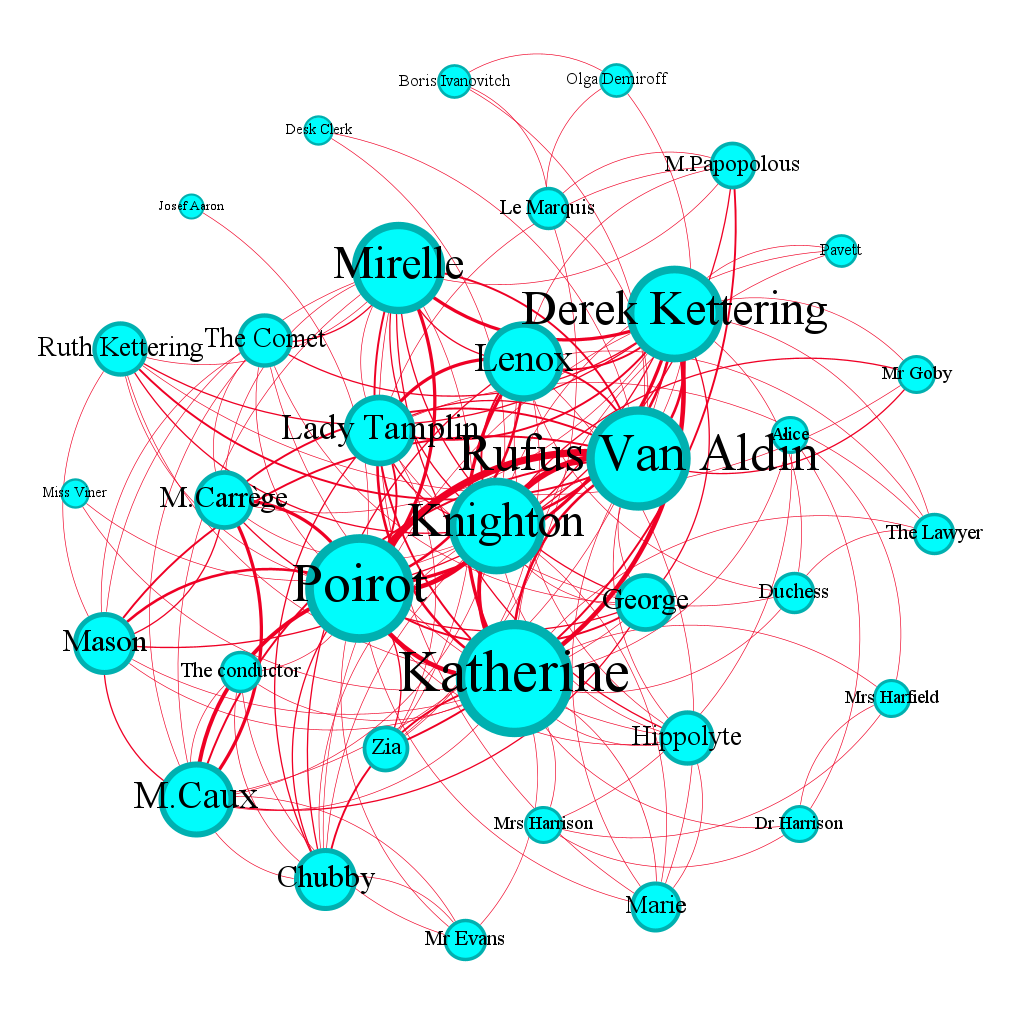 Boris Ivanovitch
Olga Demiroff
Desk Clerk
M.Papopolous
Josef Aaron
Le Marquis
Pavett
Mirelle
Derek Kettering
Ruth Kettering
The Comet
Lenox
Mr Goby
Lady Tamplin
Alice
Rufus Van Aldin
Miss Viner
M.Carrège
Knighton
The Lawyer
Poirot
Duchess
George
Mason
The conductor
Katherine
Mrs Harfield
Zia
Hippolyte
M.Caux
Mrs Harrison
Dr Harrison
Chubby
Marie
Mr Evans